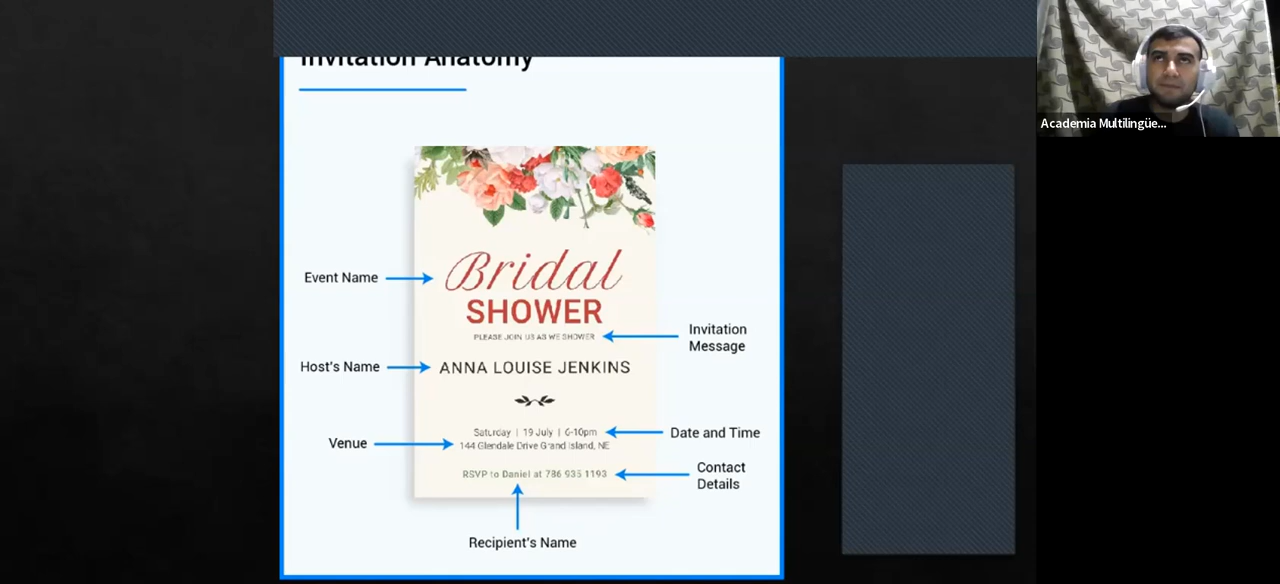 Invitation Anatomy
Academia Multilingüe...
Event Name
Bridal
SHOWER
PLEASE JOIN US AS WE SHOWER
Invitation
Message
Host's Name
ANNA LOUISE JENKINS
Saturday | 19 July | 6-10pm
Date and Time
Venue
144 Glendale Drive Grand Island, NE
RSVP to Daniel at 786 935 1193
Contact
Details
Recipient's Name